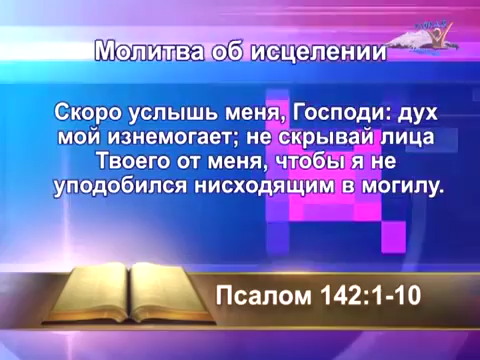 Молитва об исцелении
Скоро услышь меня, Господи: дух
мой изнемогает; не скрывай лица
Твоего от меня, чтобы я не
уподобился нисходящим в могилу.
Псалом 142:1-10